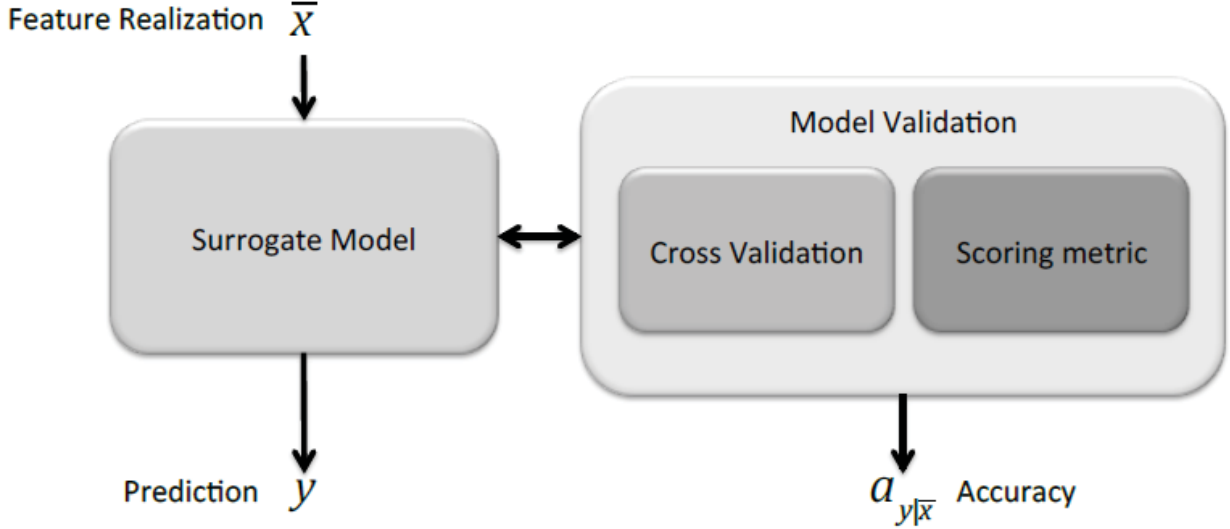 Feature Realization x̅
Model Validation
Surrogate Model
Cross Validation
Scoring metric
Prediction y
a_{y|x̅} Accuracy